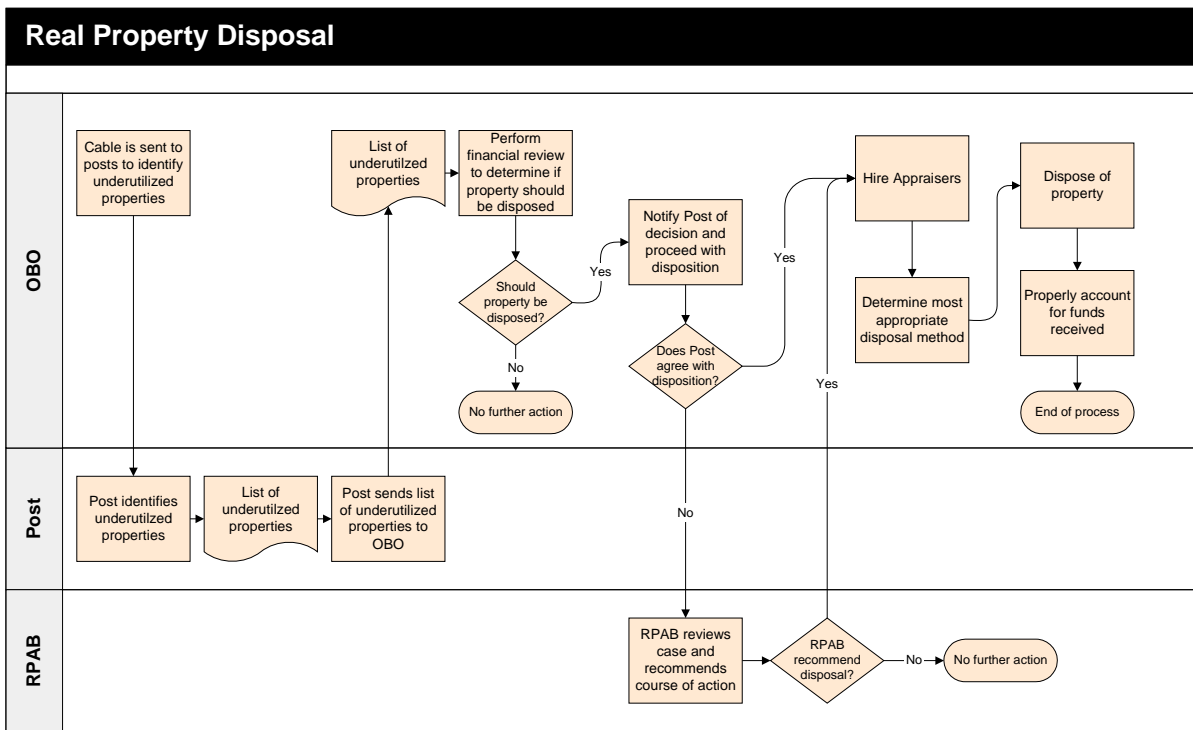 Real Property Disposal
OBO
Cable is sent to
posts to identify
underutilized
properties
List of
underutilzed
properties
Perform
financial review
to determine if
property should
be disposed
Should
property be
disposed?
Yes
No
No further action
Notify Post of
decision and
proceed with
disposition
Does Post
agree with
disposition?
Yes
No
Hire Appraisers
Determine most
appropriate
disposal method
Dispose of
property
Properly account
for funds
received
End of process
Post
Post identifies
underutilzed
properties
List of
underutilzed
properties
Post sends list
of underutilized
properties to
OBO
RPAB
RPAB reviews
case and
recommends
course of action
RPAB
recommend
disposal?
Yes
No
No further action